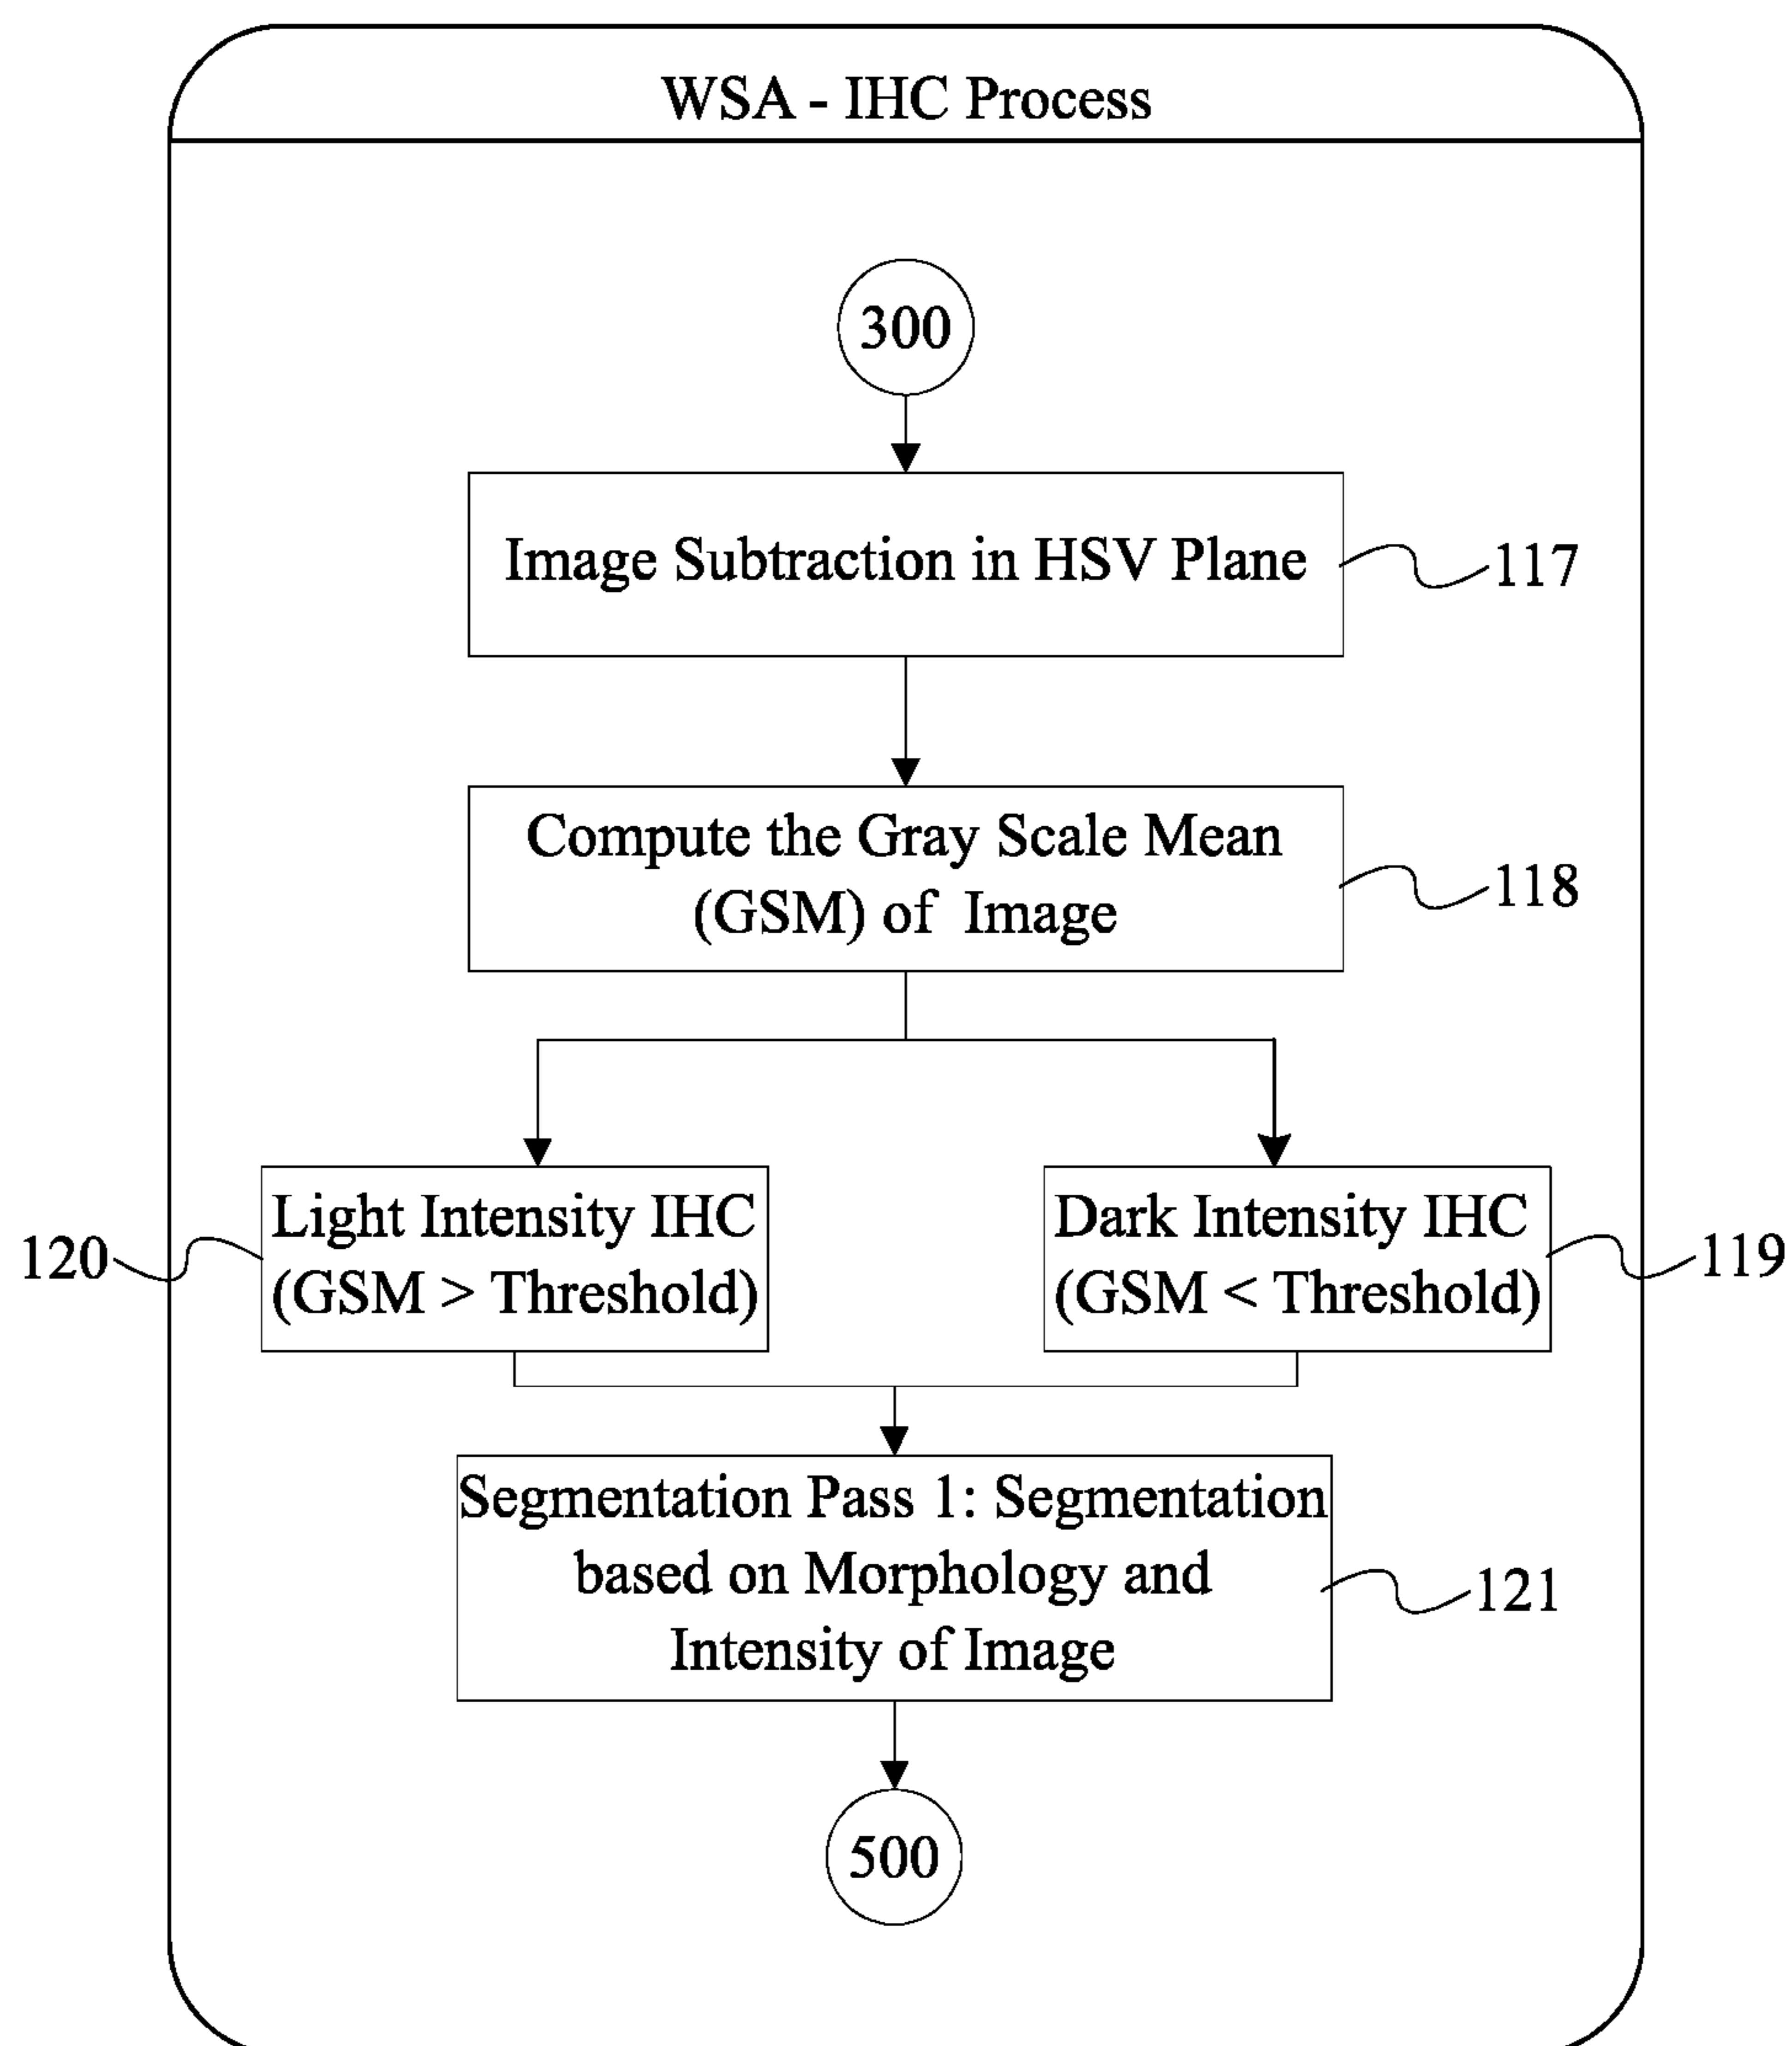 WSA - IHC Process
300
Image Subtraction in HSV Plane
117
Compute the Gray Scale Mean
(GSM) of Image
118
Light Intensity IHC
(GSM > Threshold)
120
Dark Intensity IHC
(GSM < Threshold)
119
Segmentation Pass 1: Segmentation
based on Morphology and
Intensity of Image
121
500